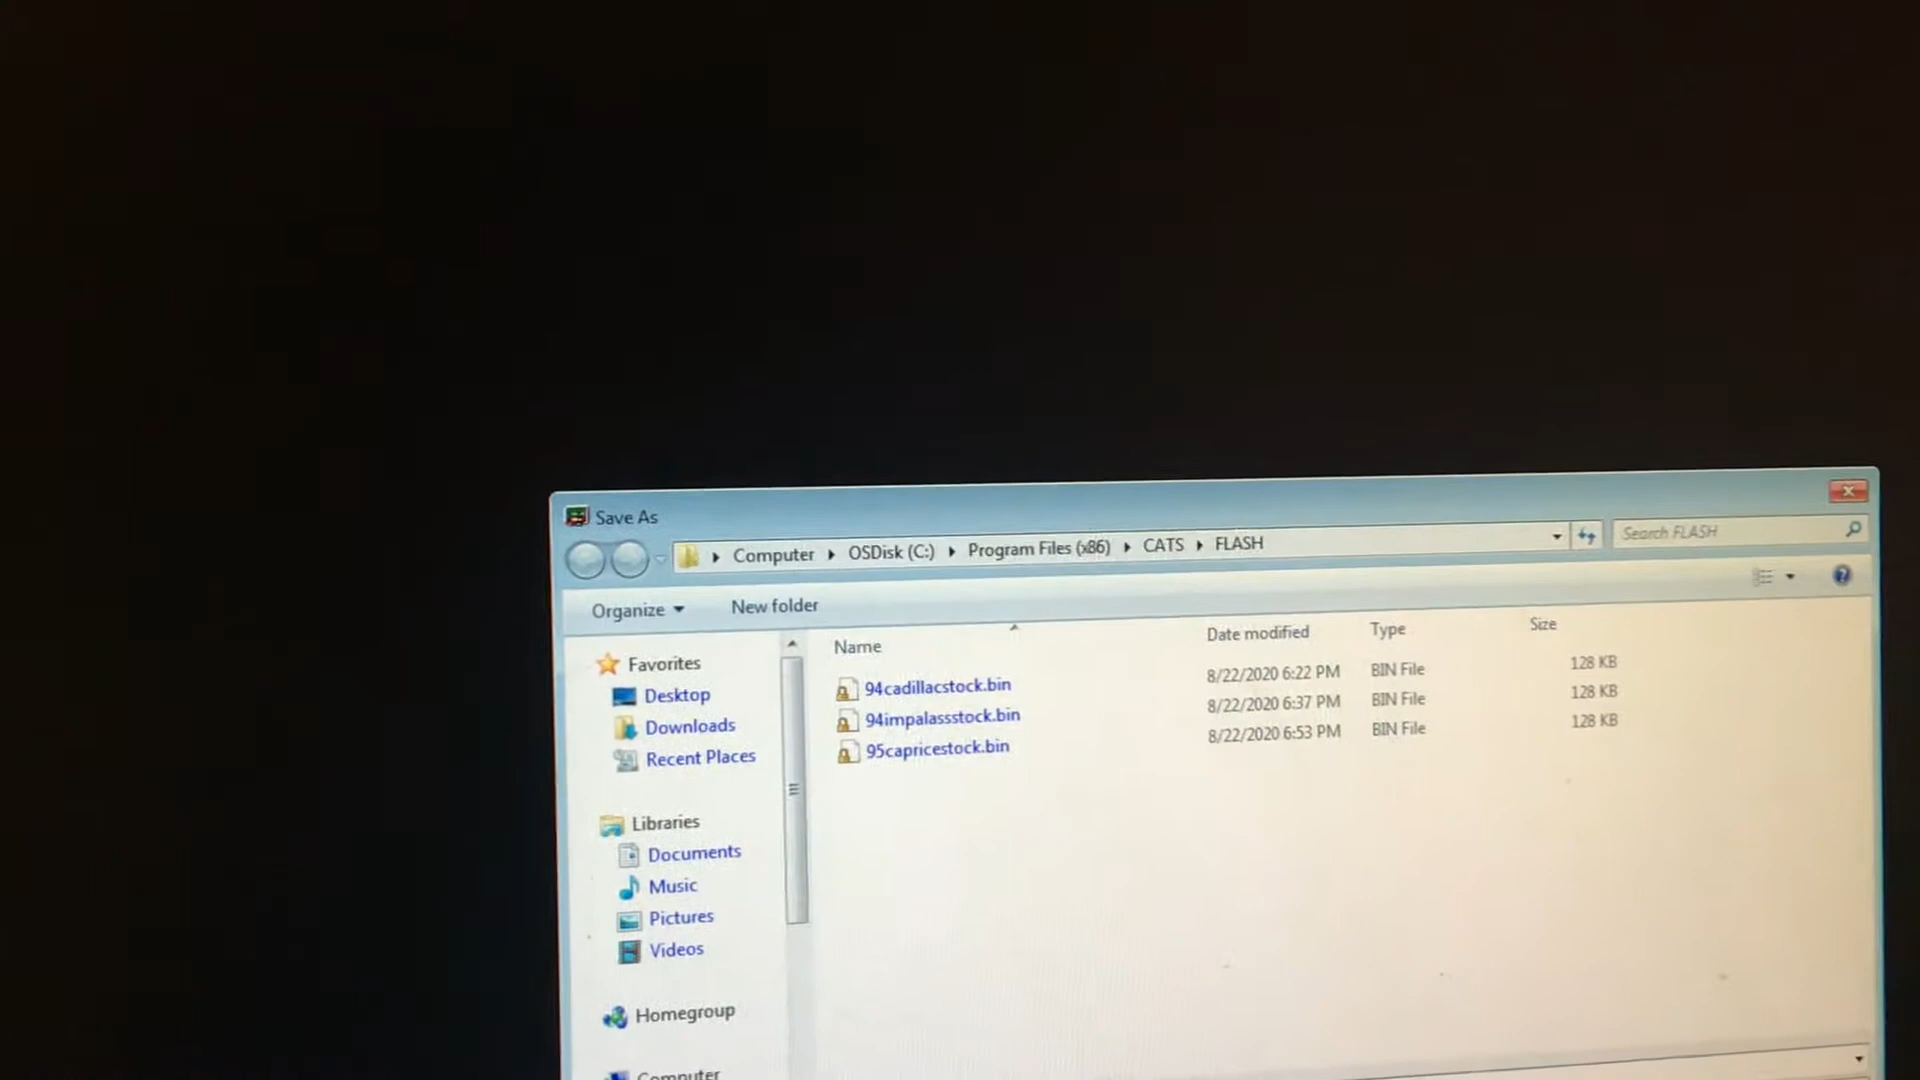 Save As
Computer OSDisk (C:) Program Files (x86) CATS FLASH
Search FLASH
Organize New folder
Name Date modified Type Size
94cadillacstock.bin 8/22/2020 6:22 PM BIN File 128 KB
94impalassstock.bin 8/22/2020 6:37 PM BIN File 128 KB
95capricestock.bin 8/22/2020 6:53 PM BIN File 128 KB
Favorites
Desktop
Downloads
Recent Places
Libraries
Documents
Music
Pictures
Videos
Homegroup
Computer